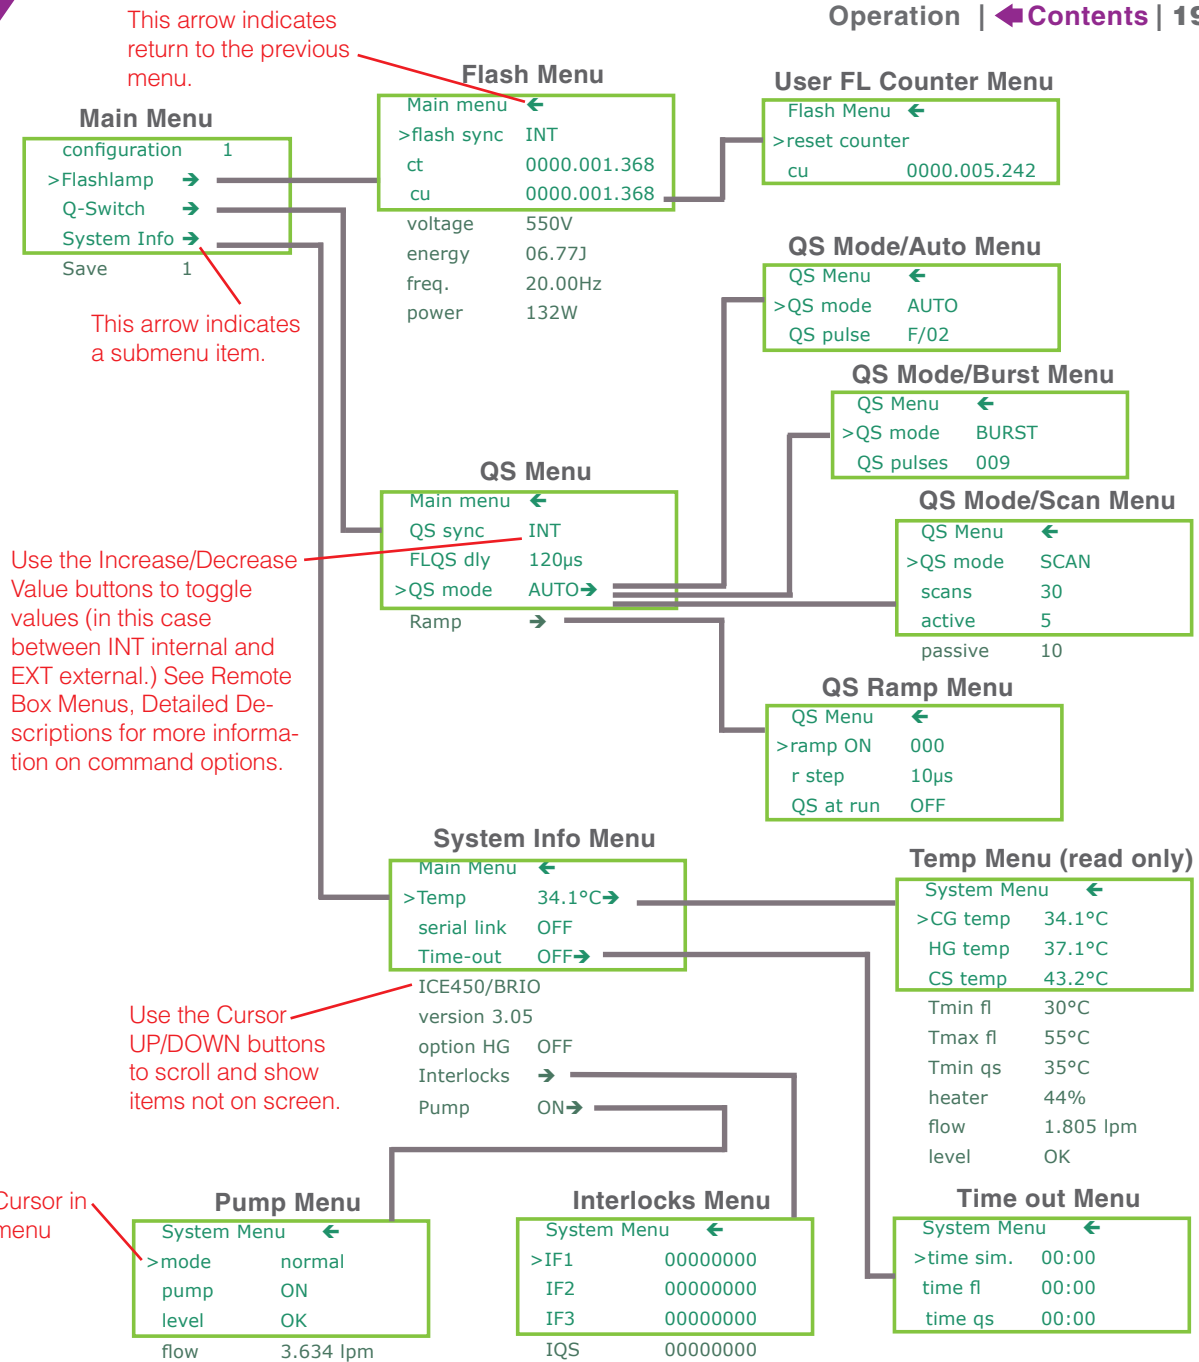 Operation | Contents | 19
This arrow indicates
return to the previous
menu.
Main Menu
configuration 1
>Flashlamp ➔
Q-Switch ➔
System Info ➔
Save 1
This arrow indicates
a submenu item.
Flash Menu
Main menu ←
>flash sync INT
ct 0000.001.368
cu 0000.001.368
voltage 550V
energy 06.77J
freq. 20.00Hz
power 132W
User FL Counter Menu
Flash Menu ←
>reset counter
cu 0000.005.242
QS Mode/Auto Menu
QS Menu ←
>QS mode AUTO
QS pulse F/02
QS Mode/Burst Menu
QS Menu ←
>QS mode BURST
QS pulses 009
QS Menu
Main menu ←
QS sync INT
FLQS dly 120µs
>QS mode AUTO➔
Ramp ➔
QS Mode/Scan Menu
QS Menu ←
>QS mode SCAN
scans 30
active 5
passive 10
Use the Increase/Decrease
Value buttons to toggle
values (in this case
between INT internal and
EXT external.) See Remote
Box Menus, Detailed De-
scriptions for more informa-
tion on command options.
QS Ramp Menu
QS Menu ←
>ramp ON 000
r step 10µs
QS at run OFF
System Info Menu
Main Menu ←
>Temp 34.1°C➔
serial link OFF
Time-out OFF➔
ICE450/BRIO
version 3.05
option HG OFF
Interlocks ➔
Pump ON➔
Use the Cursor
UP/DOWN buttons
to scroll and show
items not on screen.
Temp Menu (read only)
System Menu ←
>CG temp 34.1°C
HG temp 37.1°C
CS temp 43.2°C
Tmin fl 30°C
Tmax fl 55°C
Tmin qs 35°C
heater 44%
flow 1.805 lpm
level OK
Cursor in
menu
Pump Menu
System Menu ←
>mode normal
pump ON
level OK
flow 3.634 lpm
Interlocks Menu
System Menu ←
>IF1 00000000
IF2 00000000
IF3 00000000
IQS 00000000
Time out Menu
System Menu ←
>time sim. 00:00
time fl 00:00
time qs 00:00